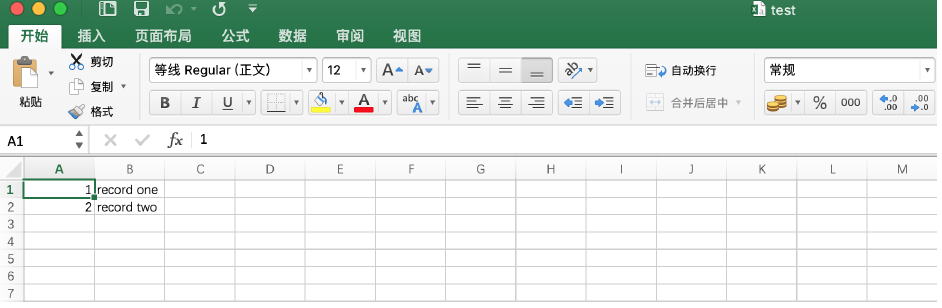 test
开始 插入 页面布局 公式 数据 审阅 视图
剪切
复制
格式
粘贴
等线 Regular (正文) 12 A A
B I U A abc A
自动换行
合并后居中
常规
% 000 .0 .00 .00 .0
A1 fx 1
A B C D E F G H I J K L M
1 1 record one
2 2 record two
3
4
5
6
7